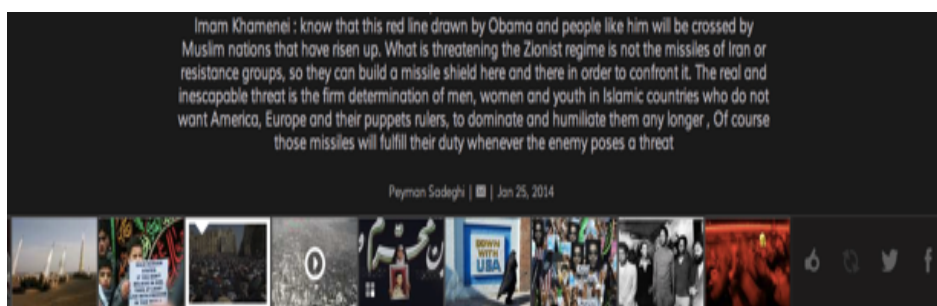 Imam Khamenei : know that this red line drawn by Obama and people like him will be crossed by
Muslim nations that have risen up. What is threatening the Zionist regime is not the missiles of Iran or
resistance groups, so they can build a missile shield here and there in order to confront it. The real and
inescapable threat is the firm determination of men, women and youth in Islamic countries who do not
want America, Europe and their puppets rulers, to dominate and humiliate them any longer , Of course
those missiles will fulfill their duty whenever the enemy poses a threat
Peyman Sadeghi | | Jan 25, 2014
DOWN
WITH
USA